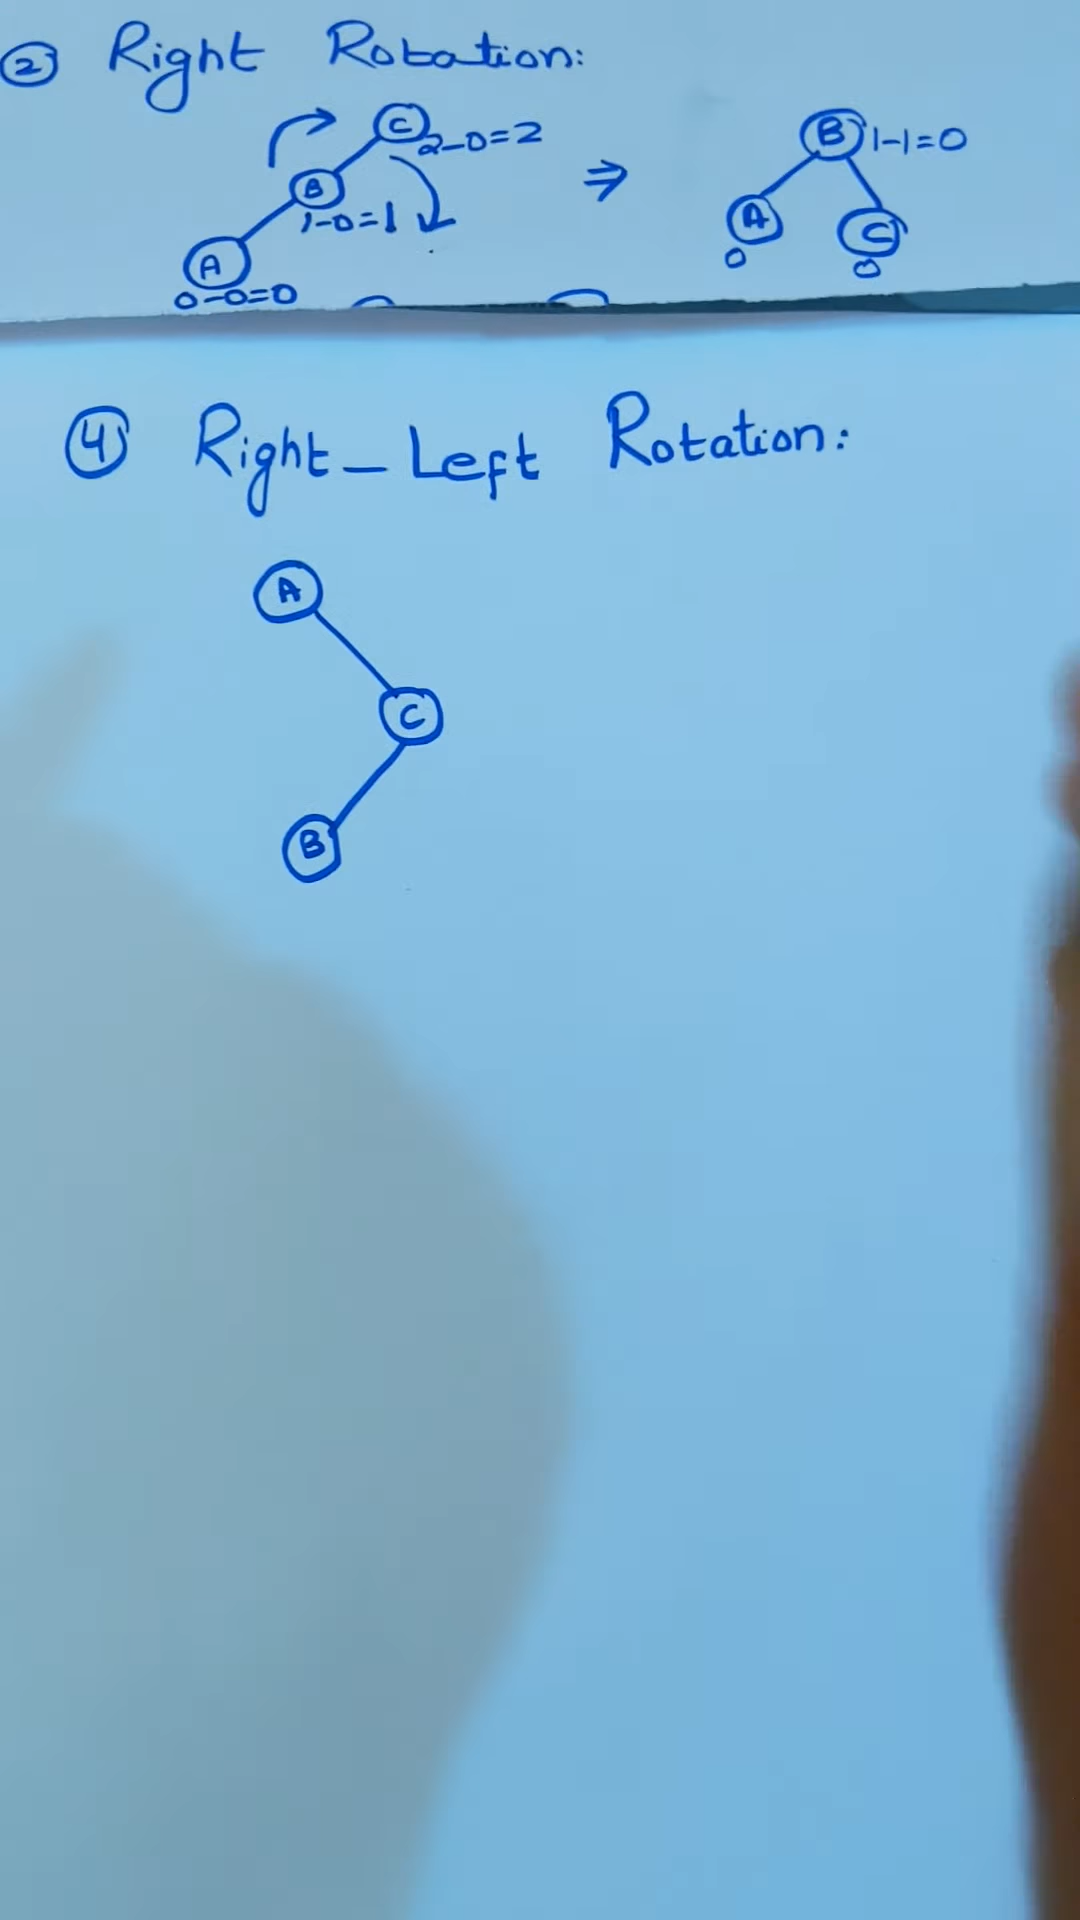 ② Right Rotation:
C 2-0=2
B 1-0=1
A 0-0=0
⇒
B 1-1=0
A C
0 0
④ Right-Left Rotation:
A
C
B